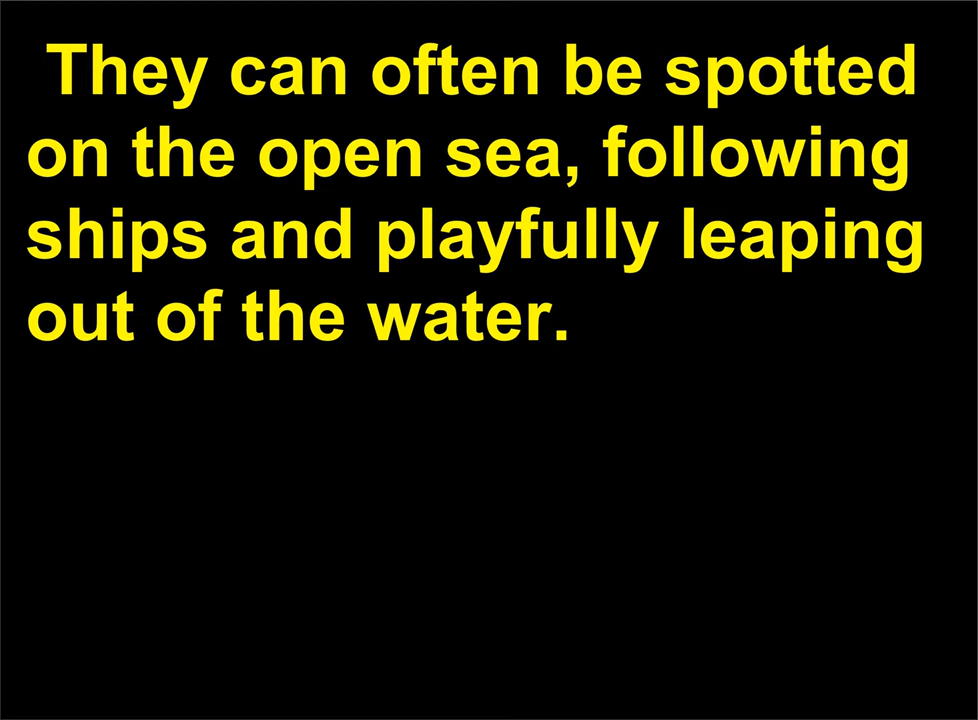 They can often be spotted
on the open sea, following
ships and playfully leaping
out of the water.